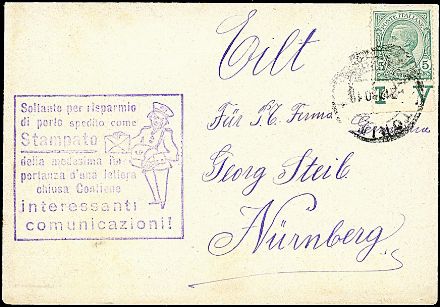 Eilt
POSTE ITALIANE
5
Soltanto per risparmio
di porto spedito come
Stampato
della medesima im-
portanza d'una lettera
chiusa Contiene
interessanti
comunicazioni!
Für S/t. Firma
Georg Steib
Nürnberg